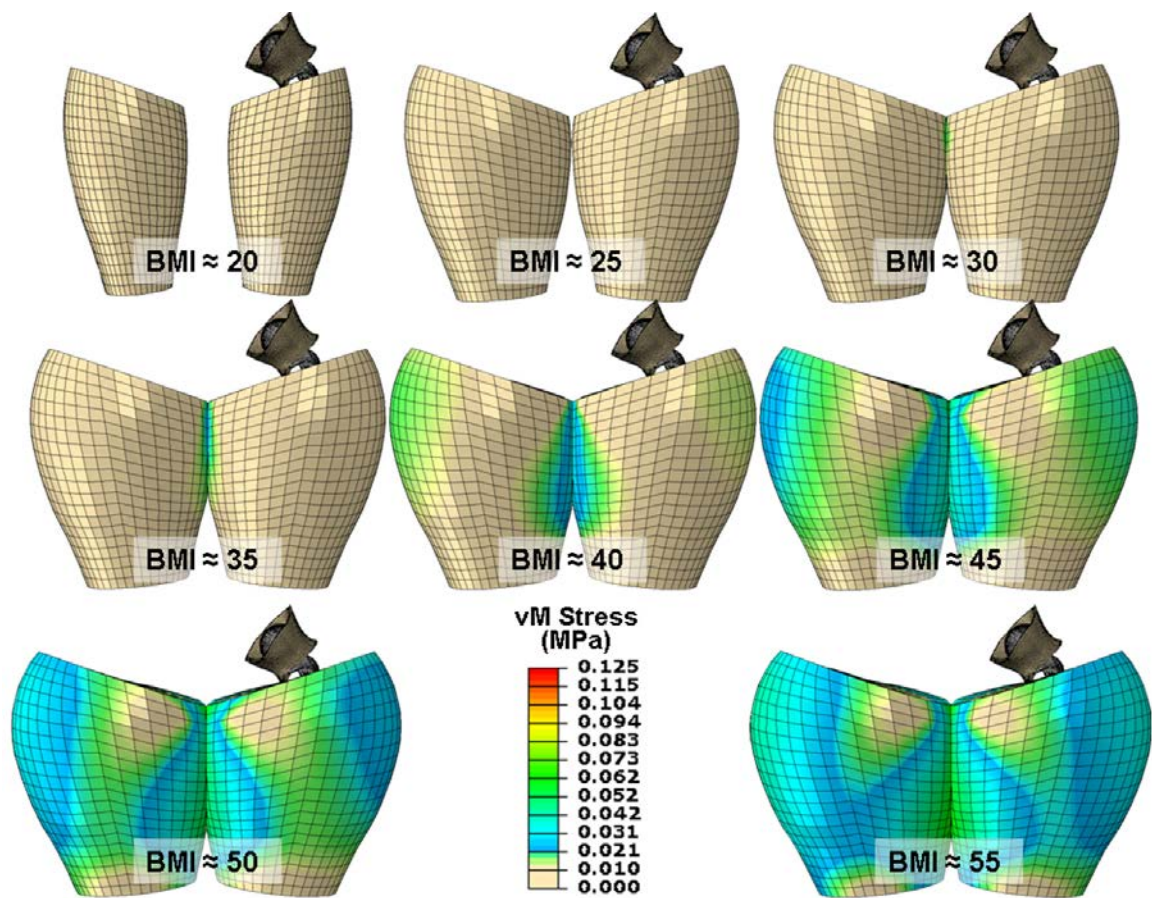 BMI ≈ 20
BMI ≈ 25
BMI ≈ 30
BMI ≈ 35
BMI ≈ 40
BMI ≈ 45
vM Stress
(MPa)
0.125
0.115
0.104
0.094
0.083
0.073
0.062
0.052
0.042
0.031
0.021
0.010
0.000
BMI ≈ 50
BMI ≈ 55